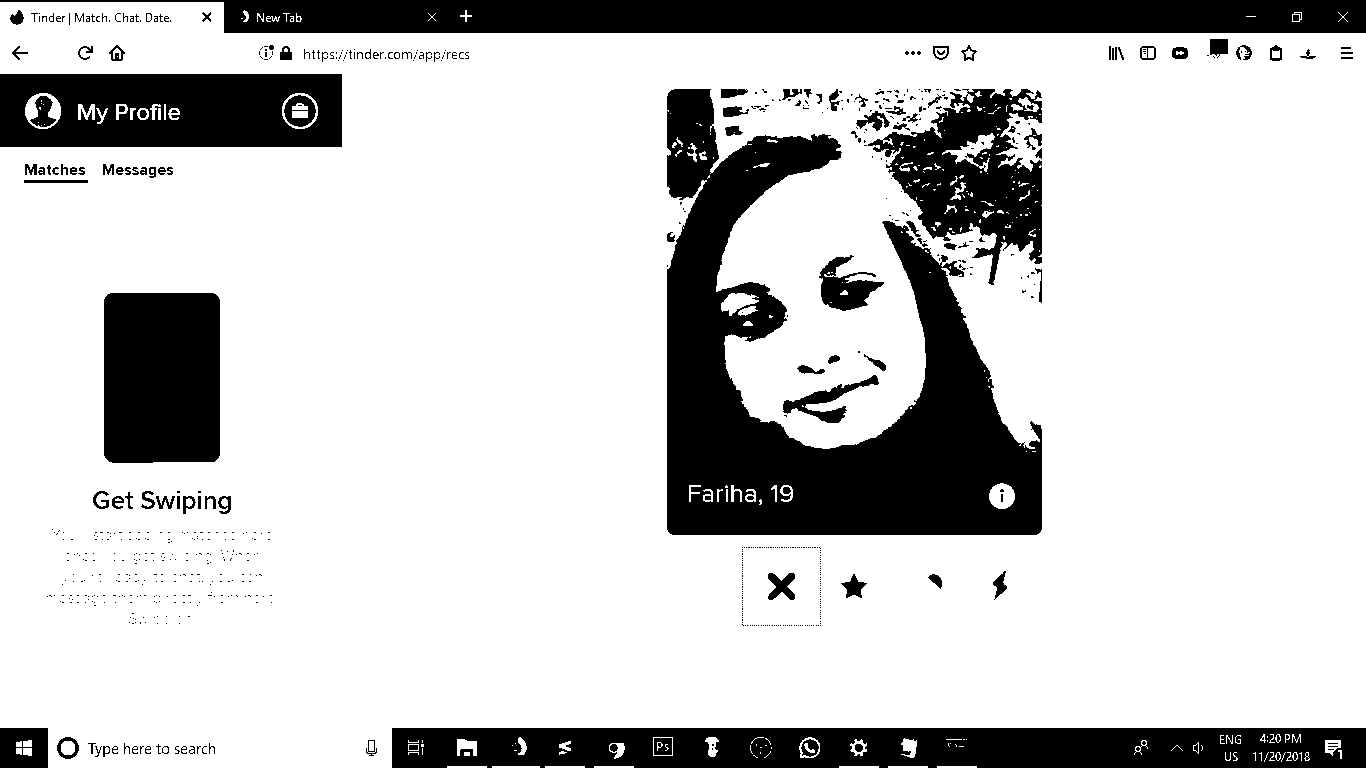 Tinder | Match. Chat. Date.
New Tab
https://tinder.com/app/recs
My Profile
Matches Messages
Get Swiping
Fariha, 19
i
Type here to search
Ps
ENG
US
4:20 PM
11/20/2018